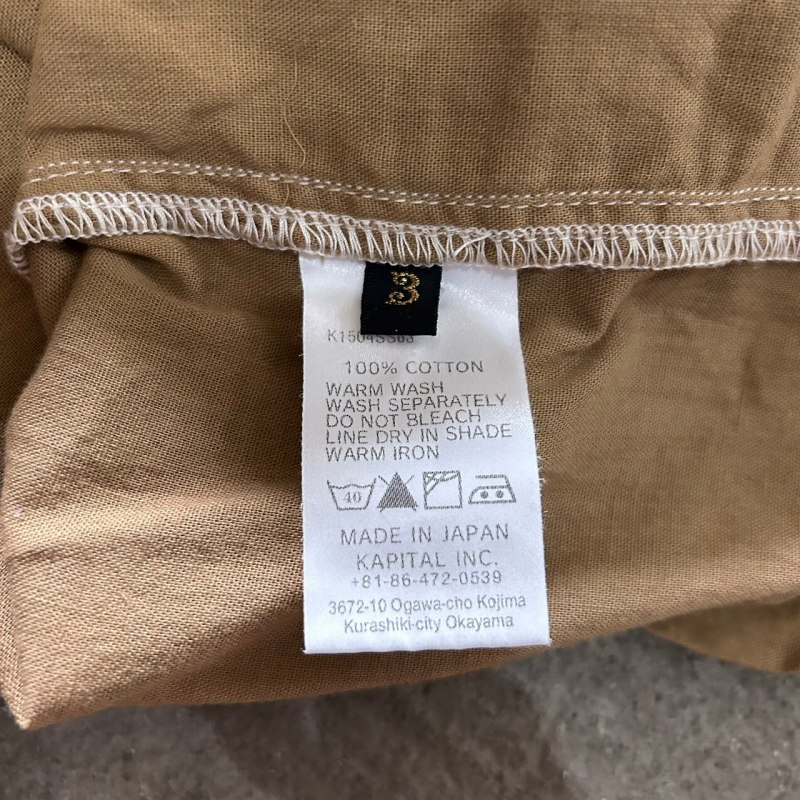 3
K1504SS63
100% COTTON
WARM WASH
WASH SEPARATELY
DO NOT BLEACH
LINE DRY IN SHADE
WARM IRON
40
MADE IN JAPAN
KAPITAL INC.
+81-86-472-0539
3672-10 Ogawa-cho Kojima
Kurashiki-city Okayama